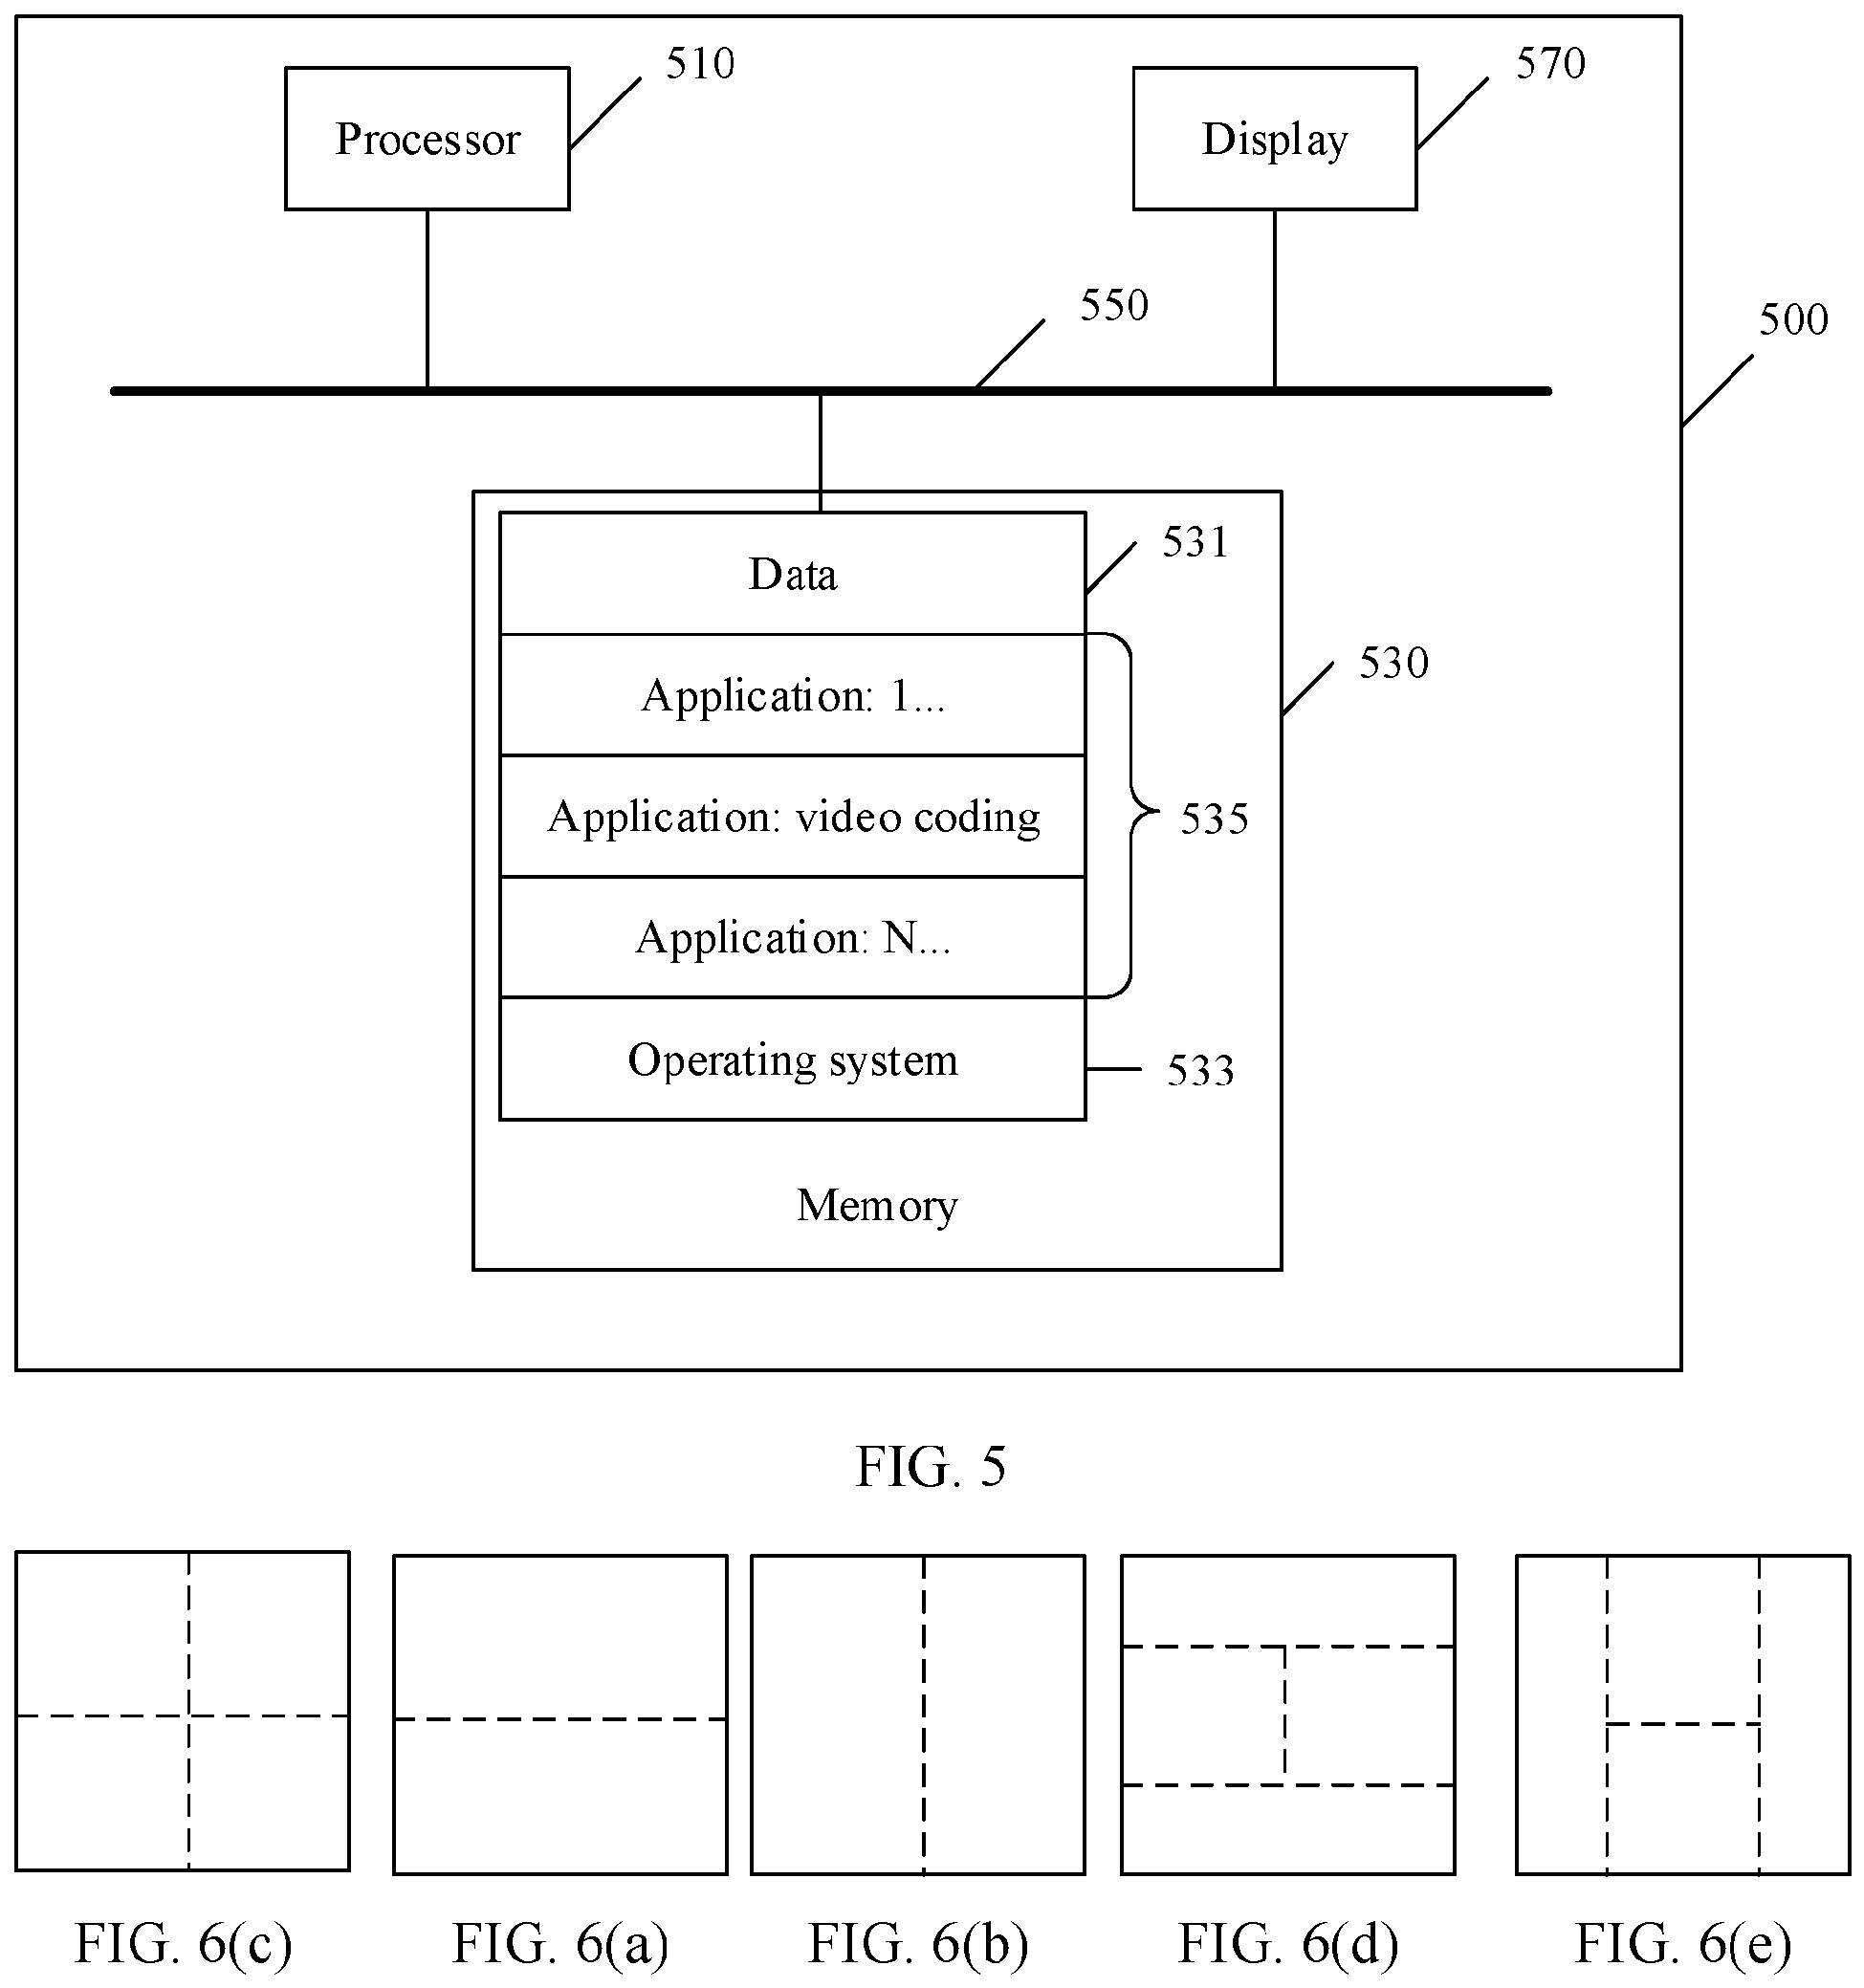 510
570
Processor
Display
550
500
531
Data
530
Application: 1...
Application: video coding
535
Application: N...
Operating system
533
Memory
FIG. 5
FIG. 6(c)
FIG. 6(a)
FIG. 6(b)
FIG. 6(d)
FIG. 6(e)